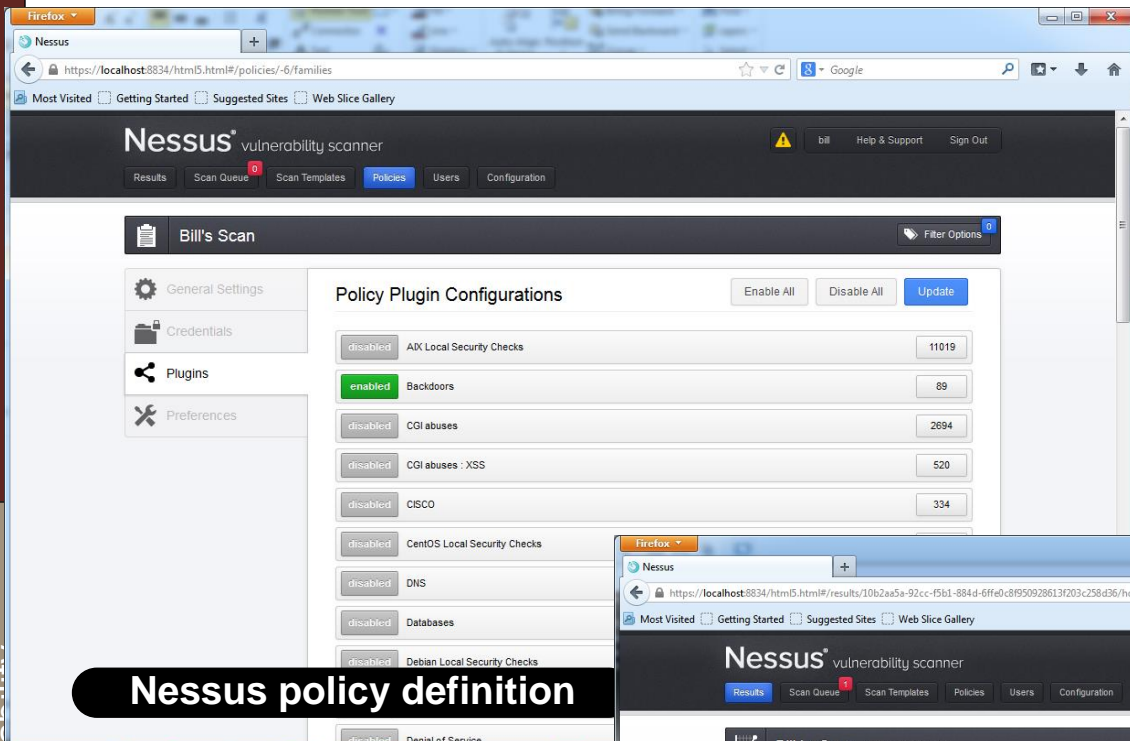 Firefox
Nessus
https://localhost:8834/html5.html#/policies/-6/families
Google
Most Visited Getting Started Suggested Sites Web Slice Gallery
Nessus® vulnerability scanner
bill Help & Support Sign Out
Results Scan Queue 0 Scan Templates Policies Users Configuration
Bill's Scan
Filter Options 0
General Settings
Credentials
Plugins
Preferences
Policy Plugin Configurations
Enable All Disable All Update
disabled AIX Local Security Checks 11019
enabled Backdoors 89
disabled CGI abuses 2694
disabled CGI abuses : XSS 520
disabled CISCO 334
disabled CentOS Local Security Checks
disabled DNS
disabled Databases
disabled Debian Local Security Checks
Nessus policy definition
disabled Denial of Service
Firefox
Nessus
https://localhost:8834/html5.html#/results/10b2aa5a-92cc-f5b1-884d-6ffe0c8f950928613f203c258d36/ho
Most Visited Getting Started Suggested Sites Web Slice Gallery
Nessus® vulnerability scanner
Results Scan Queue 1 Scan Templates Policies Users Configuration